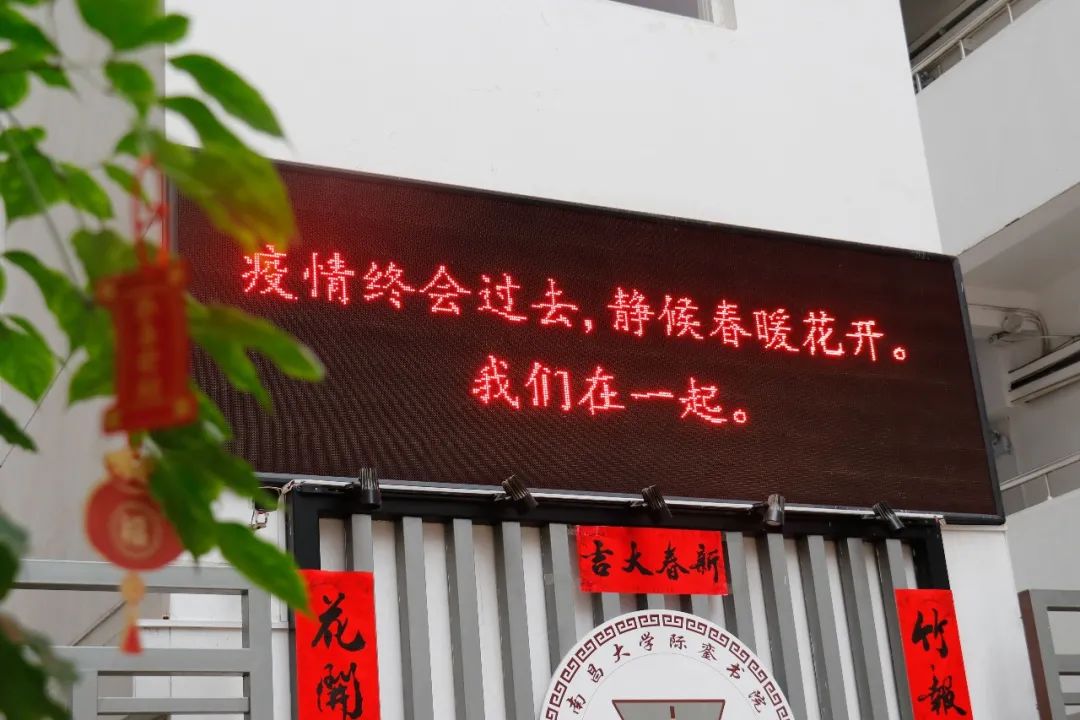 疫情终会过去,静候春暖花开。
我们在一起。
吉大春新
花開
竹報
南昌大学际銮书院